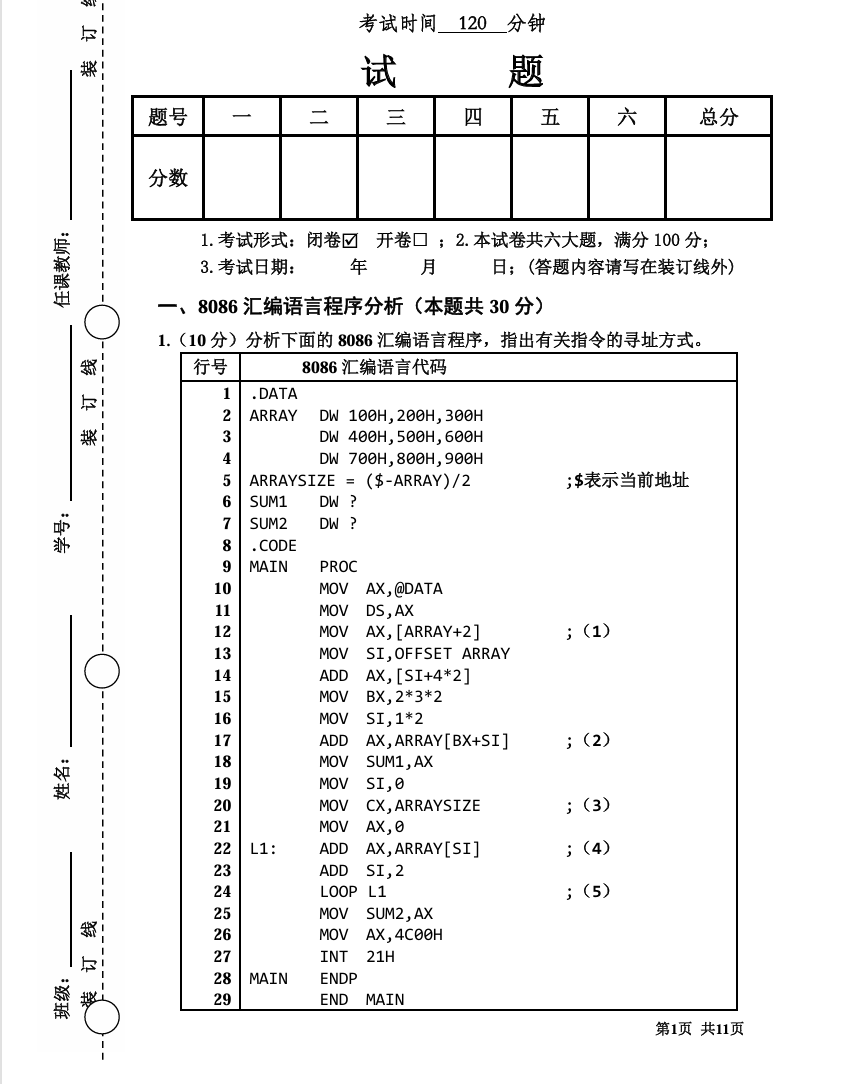 考试时间 120 分钟
试 题
题号 一 二 三 四 五 六 总分
分数
1.考试形式：闭卷☑ 开卷□ ；2.本试卷共六大题，满分 100 分；
3.考试日期： 年 月 日；(答题内容请写在装订线外)
一、8086 汇编语言程序分析（本题共 30 分）
1.（10 分）分析下面的 8086 汇编语言程序，指出有关指令的寻址方式。
行号 8086 汇编语言代码
1 .DATA
2 ARRAY DW 100H,200H,300H
3 DW 400H,500H,600H
4 DW 700H,800H,900H
5 ARRAYSIZE = ($-ARRAY)/2 ;$表示当前地址
6 SUM1 DW ?
7 SUM2 DW ?
8 .CODE
9 MAIN PROC
10 MOV AX,@DATA
11 MOV DS,AX
12 MOV AX,[ARRAY+2] ;（1）
13 MOV SI,OFFSET ARRAY
14 ADD AX,[SI+4*2]
15 MOV BX,2*3*2
16 MOV SI,1*2
17 ADD AX,ARRAY[BX+SI] ;（2）
18 MOV SUM1,AX
19 MOV SI,0
20 MOV CX,ARRAYSIZE ;（3）
21 MOV AX,0
22 L1: ADD AX,ARRAY[SI] ;（4）
23 ADD SI,2
24 LOOP L1 ;（5）
25 MOV SUM2,AX
26 MOV AX,4C00H
27 INT 21H
28 MAIN ENDP
29 END MAIN
第1页 共11页
任课教师：
学号：
姓名：
班级：
装 订 线
装 订 线
装 订 线